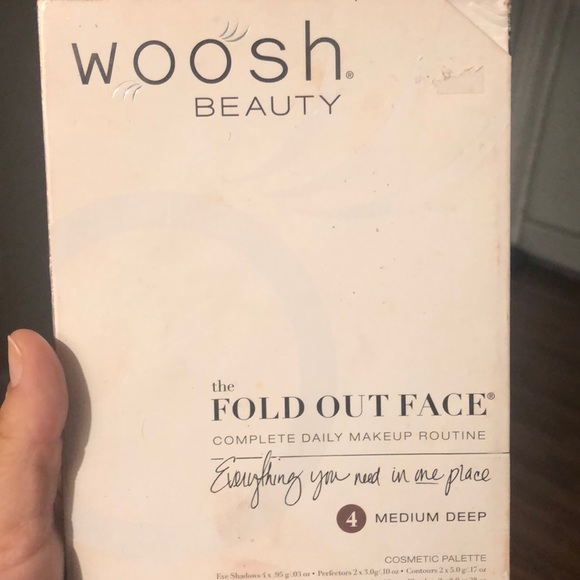 woosh®
BEAUTY
the
FOLD OUT FACE®
COMPLETE DAILY MAKEUP ROUTINE
Everything you need in one place
4 MEDIUM DEEP
COSMETIC PALETTE
Eye Shadows 4 x .95 g/.03 oz • Perfectors 2 x 3.0g/.10 oz • Contours 2 x 5.0 g/.17 oz